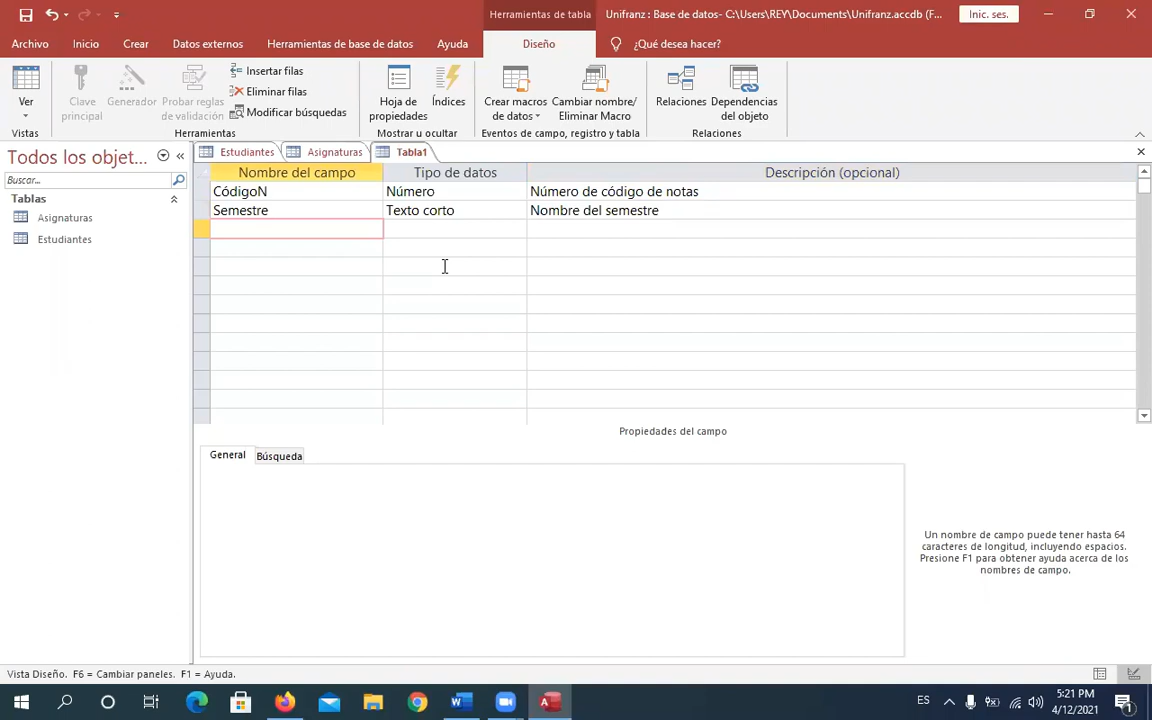 Herramientas de tabla
Unifranz : Base de datos- C:\Users\REY\Documents\Unifranz.accdb (F...
Inic. ses.
Archivo
Inicio
Crear
Datos externos
Herramientas de base de datos
Ayuda
Diseño
¿Qué desea hacer?
Ver
Clave principal
Generador
Probar reglas de validación
Insertar filas
Eliminar filas
Modificar búsquedas
Hoja de propiedades
Índices
Crear macros de datos
Cambiar nombre/ Eliminar Macro
Relaciones
Dependencias del objeto
Vistas
Herramientas
Mostrar u ocultar
Eventos de campo, registro y tabla
Relaciones
Todos los objet...
Buscar...
Tablas
Asignaturas
Estudiantes
Estudiantes
Asignaturas
Tabla1
Nombre del campo
Tipo de datos
Descripción (opcional)
CódigoN
Número
Número de código de notas
Semestre
Texto corto
Nombre del semestre
Propiedades del campo
General
Búsqueda
Un nombre de campo puede tener hasta 64
caracteres de longitud, incluyendo espacios.
Presione F1 para obtener ayuda acerca de los
nombres de campo.
Vista Diseño. F6 = Cambiar paneles. F1 = Ayuda.
ES
5:21 PM
4/12/2021
1